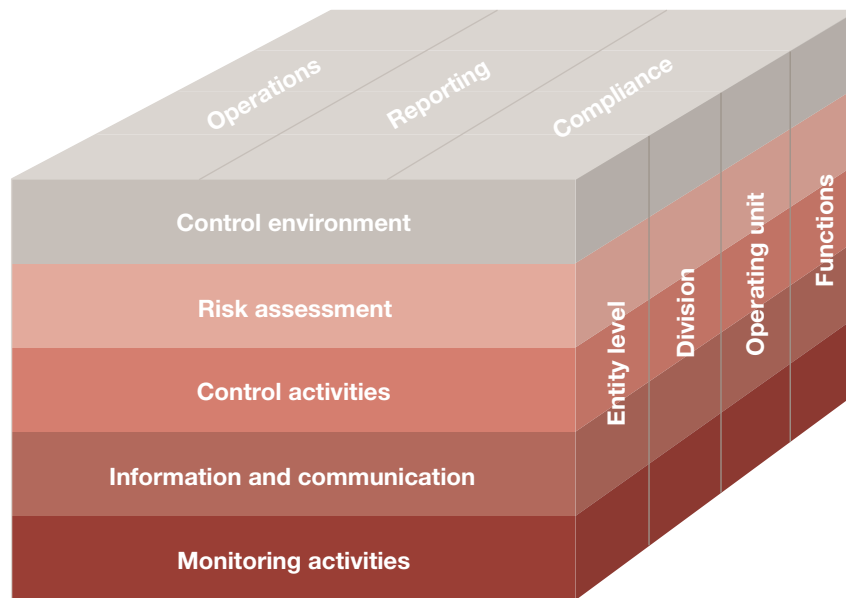 Operations
Reporting
Compliance
Control environment
Risk assessment
Control activities
Information and communication
Monitoring activities
Entity level
Division
Operating unit
Functions